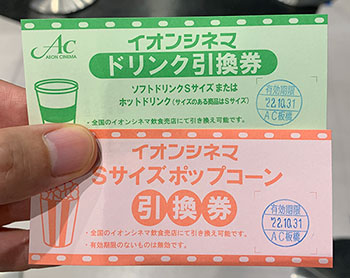 AC
AEON CINEMA
イオンシネマ
ドリンク引換券
ソフトドリンクSサイズ または
ホットドリンク(サイズのある商品はSサイズ)
・全国のイオンシネマ飲食売店にて引き換え可能です。
有効期限
'22.10.31
AC板橋
イオンシネマ
Sサイズポップコーン
引換券
・全国のイオンシネマ飲食売店にて引き換え可能です。
・有効期限のないものは無効です。
有効期限
'22.10.31
AC板橋